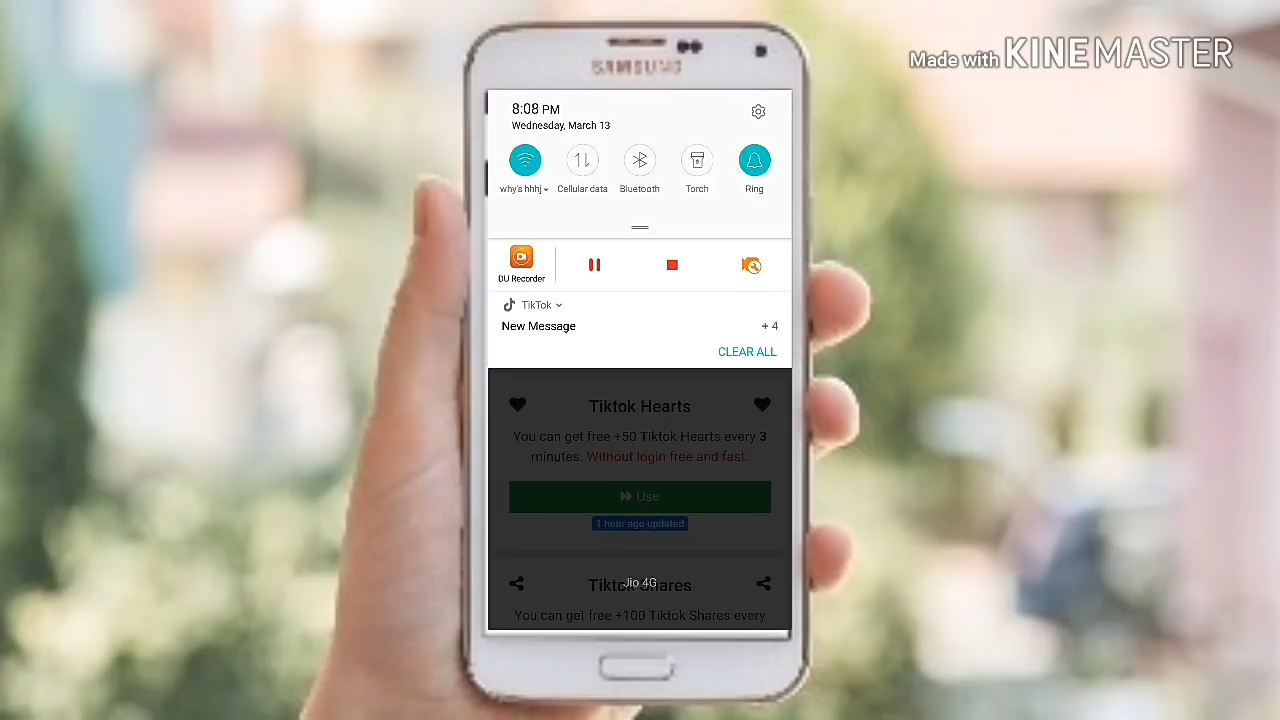 Made with KINEMASTER
SAMSUNG
8:08 PM
Wednesday, March 13
why's hhhj
Cellular data
Bluetooth
Torch
Ring
DU Recorder
TikTok
New Message
+ 4
CLEAR ALL
Tiktok Hearts
You can get free +50 Tiktok Hearts every 3
minutes. Without login free and fast.
Use
1 hour ago updated
Tiktok Shares
Jio 4G
You can get free +100 Tiktok Shares every